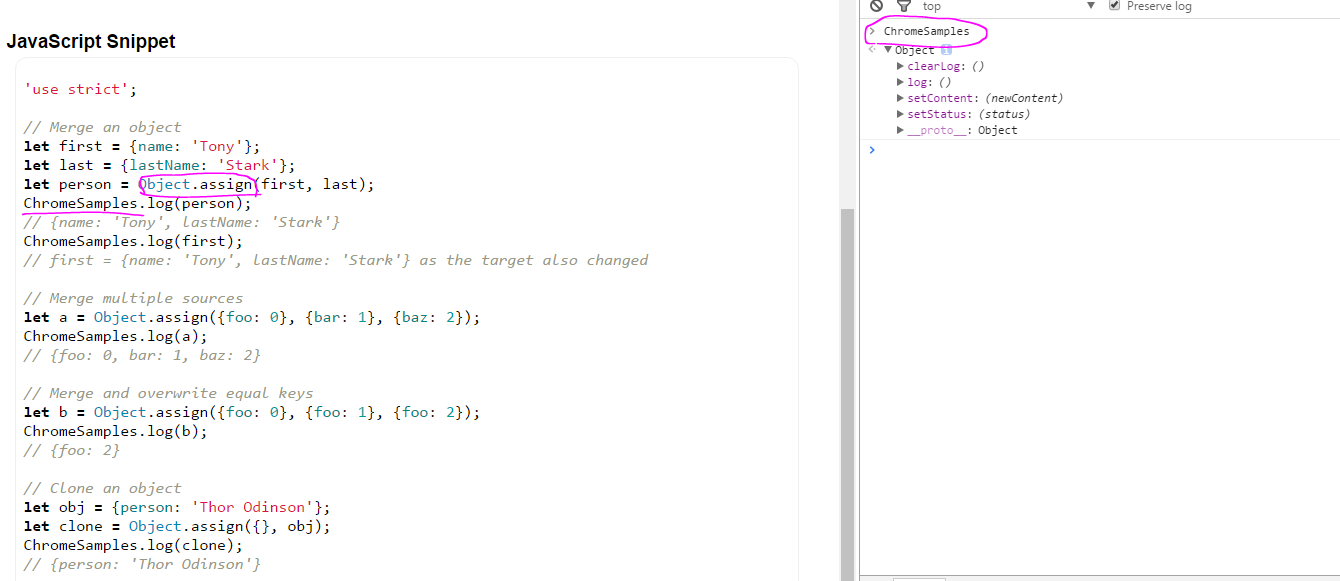 JavaScript Snippet
'use strict';
// Merge an object
let first = {name: 'Tony'};
let last = {lastName: 'Stark'};
let person = Object.assign(first, last);
ChromeSamples.log(person);
// {name: 'Tony', lastName: 'Stark'}
ChromeSamples.log(first);
// first = {name: 'Tony', lastName: 'Stark'} as the target also changed
// Merge multiple sources
let a = Object.assign({foo: 0}, {bar: 1}, {baz: 2});
ChromeSamples.log(a);
// {foo: 0, bar: 1, baz: 2}
// Merge and overwrite equal keys
let b = Object.assign({foo: 0}, {foo: 1}, {foo: 2});
ChromeSamples.log(b);
// {foo: 2}
// Clone an object
let obj = {person: 'Thor Odinson'};
let clone = Object.assign({}, obj);
ChromeSamples.log(clone);
// {person: 'Thor Odinson'}
top ▼ Preserve log
> ChromeSamples
<· ▼ Object i
▶ clearLog: ()
▶ log: ()
▶ setContent: (newContent)
▶ setStatus: (status)
▶ __proto__: Object
>